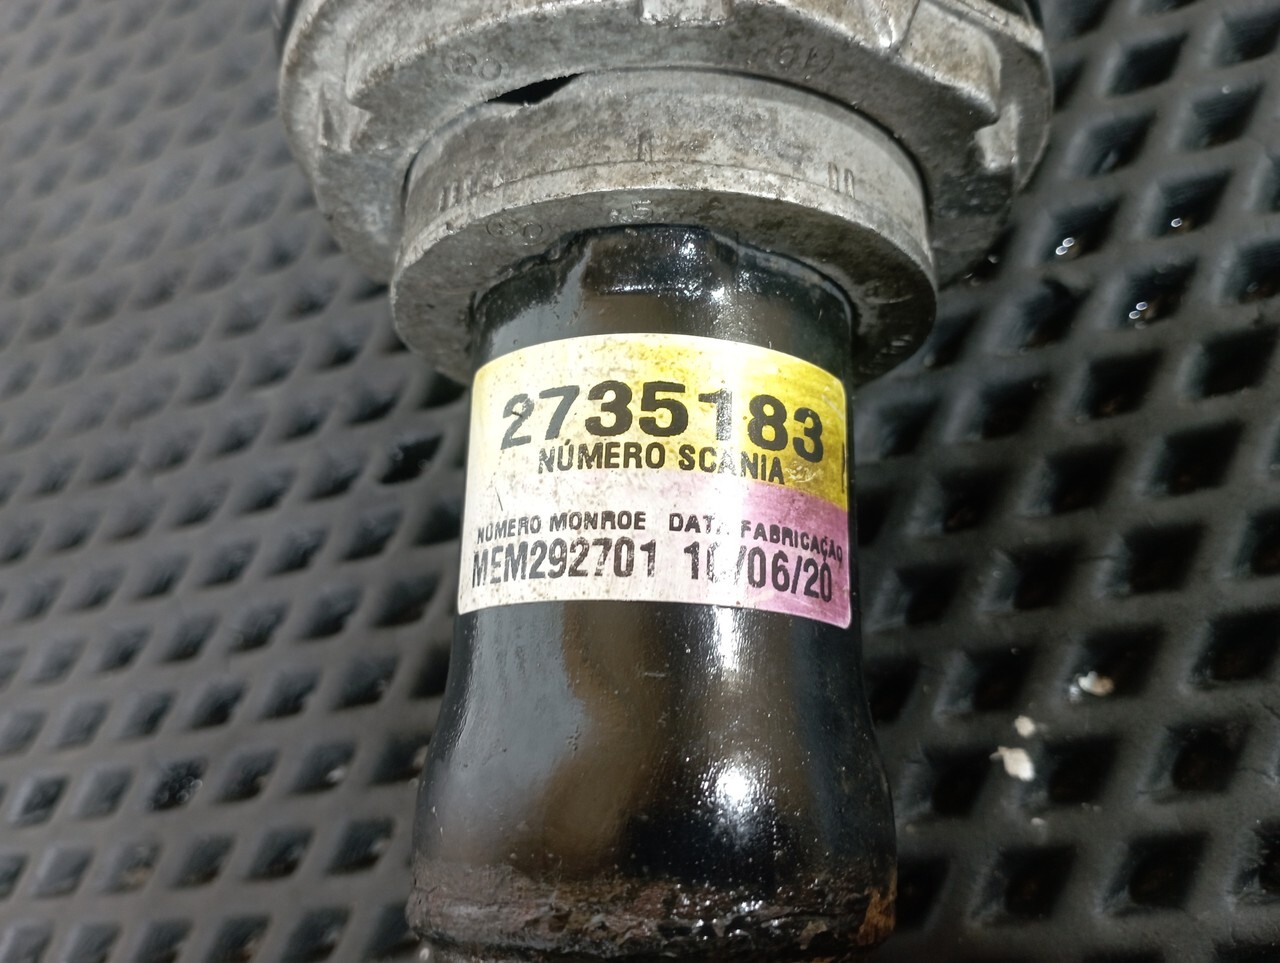 2735183
NÚMERO SCANIA
NÚMERO MONROE DATA FABRICAÇÃO
MEM292701